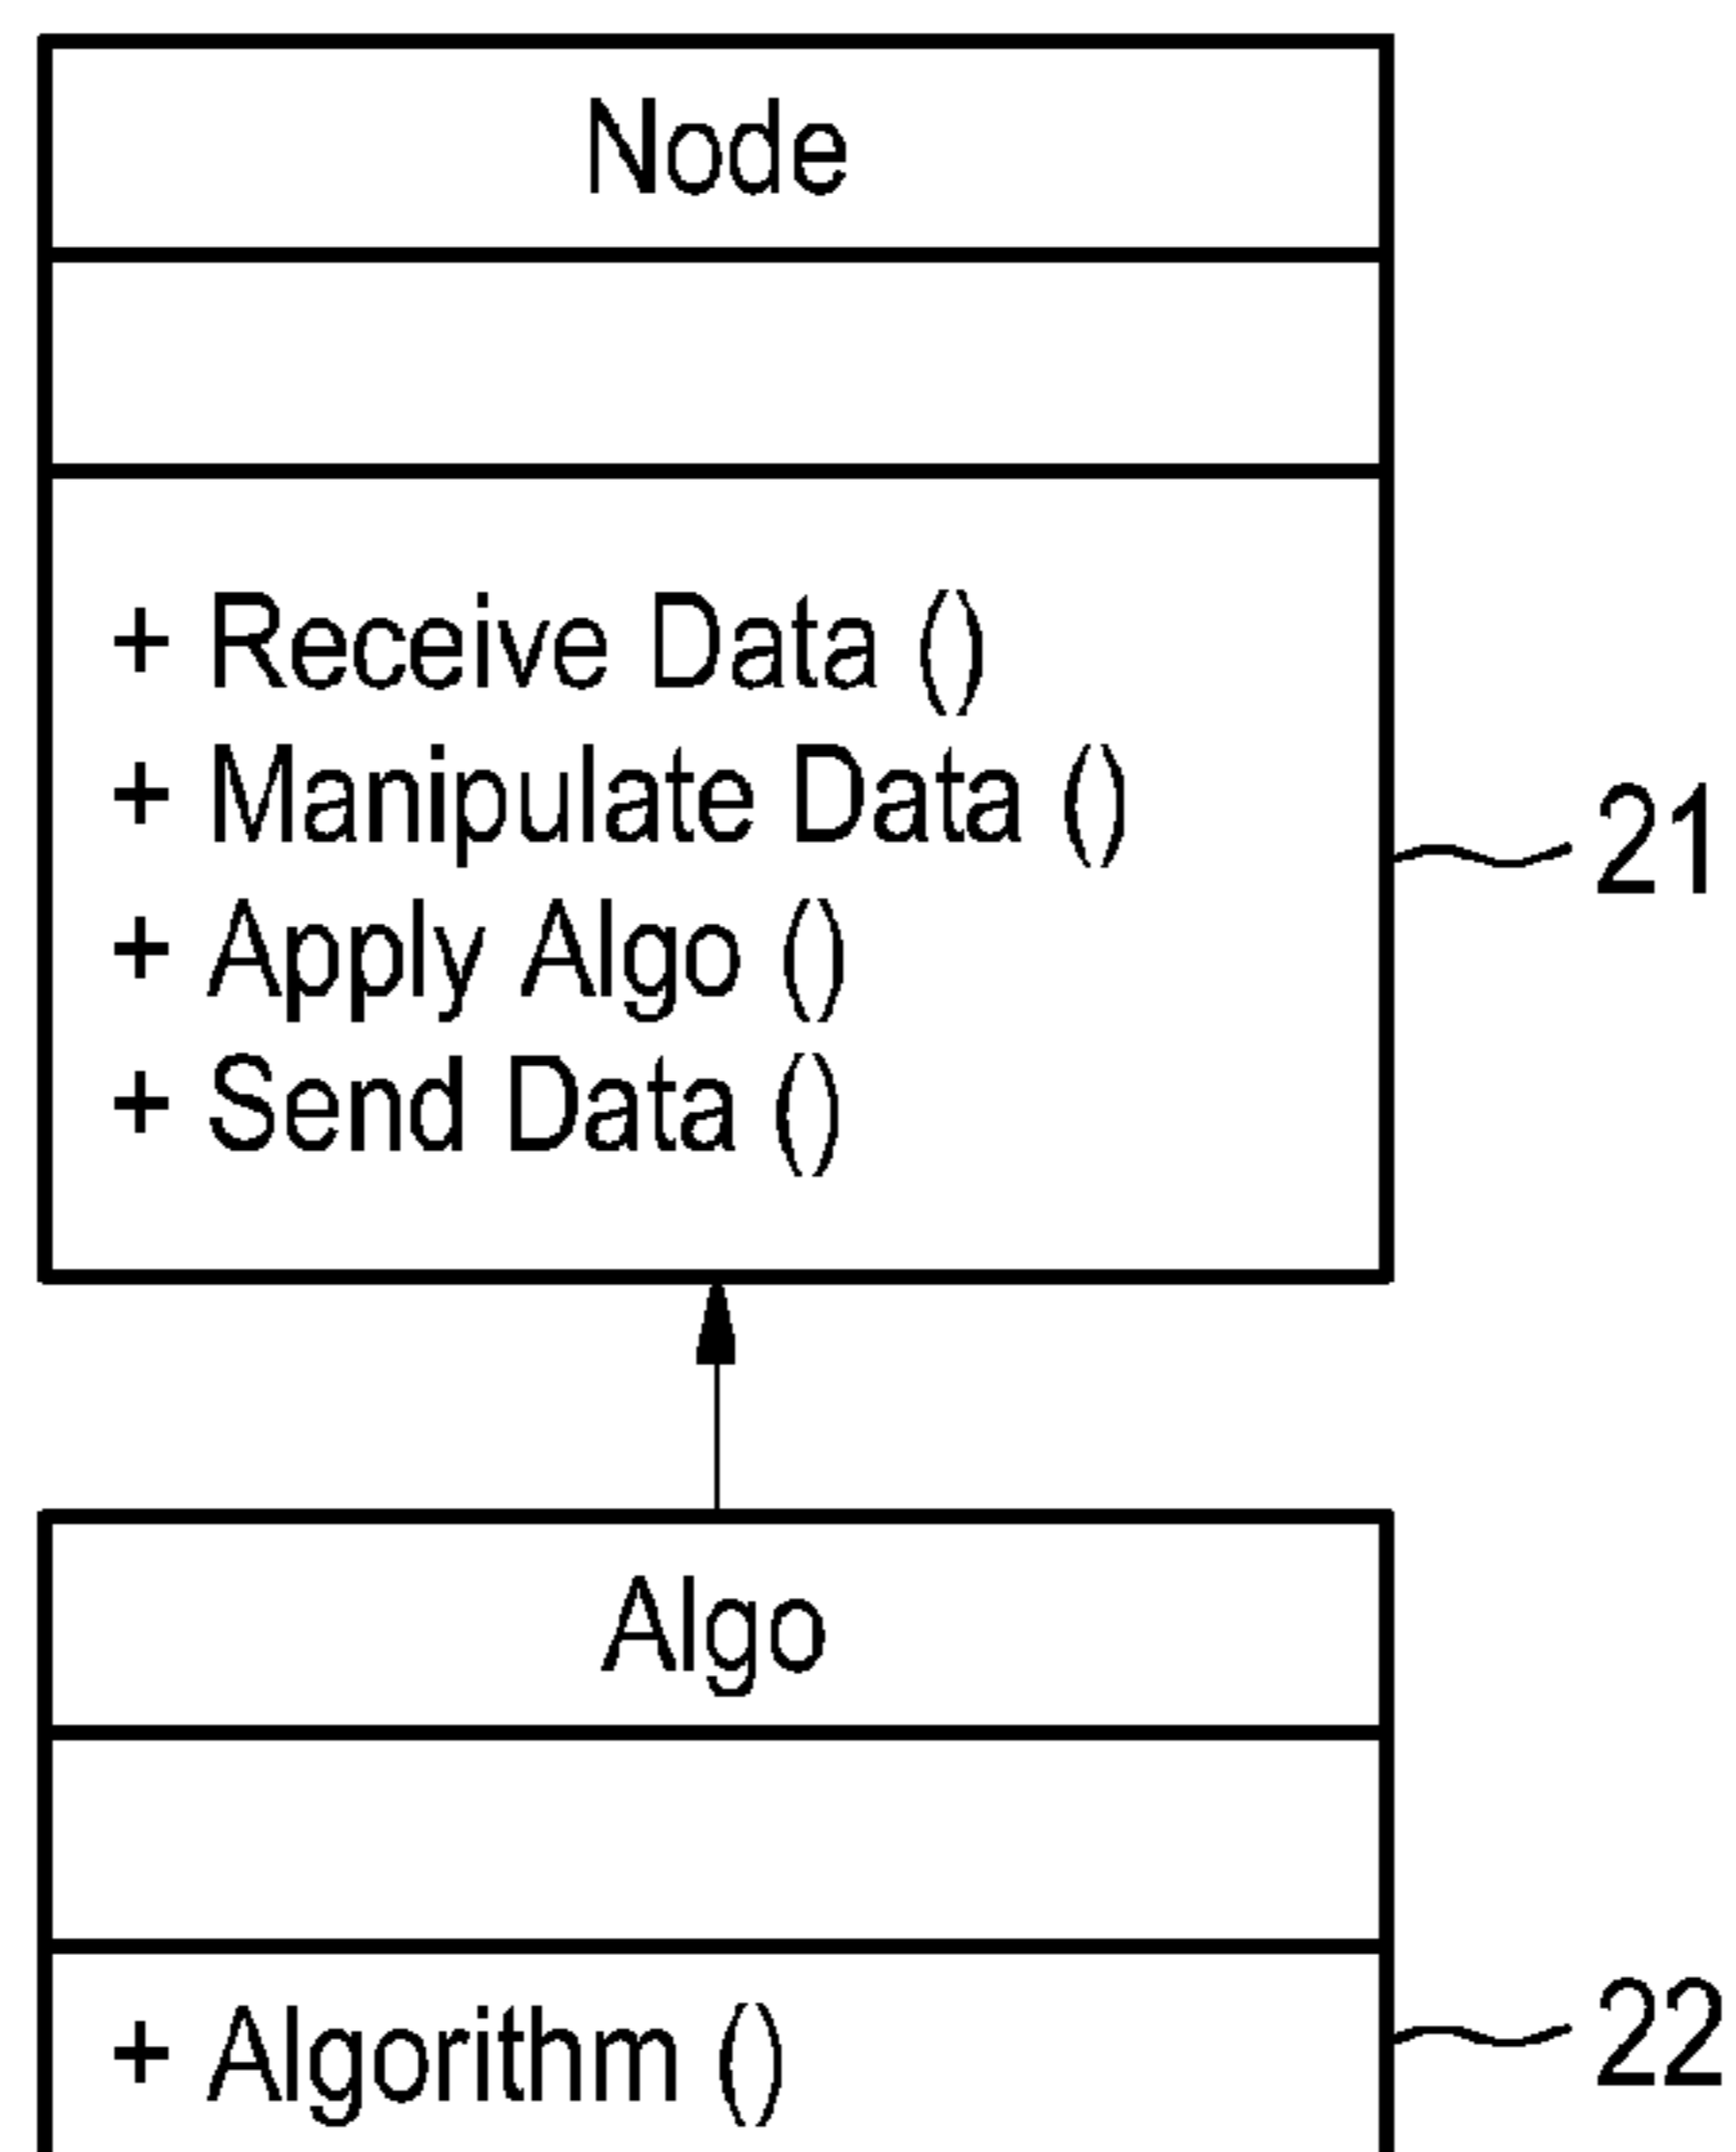 Node
+ Receive Data ()
+ Manipulate Data ()
21
+ Apply Algo ()
+ Send Data ()
Algo
+ Algorithm ()
22